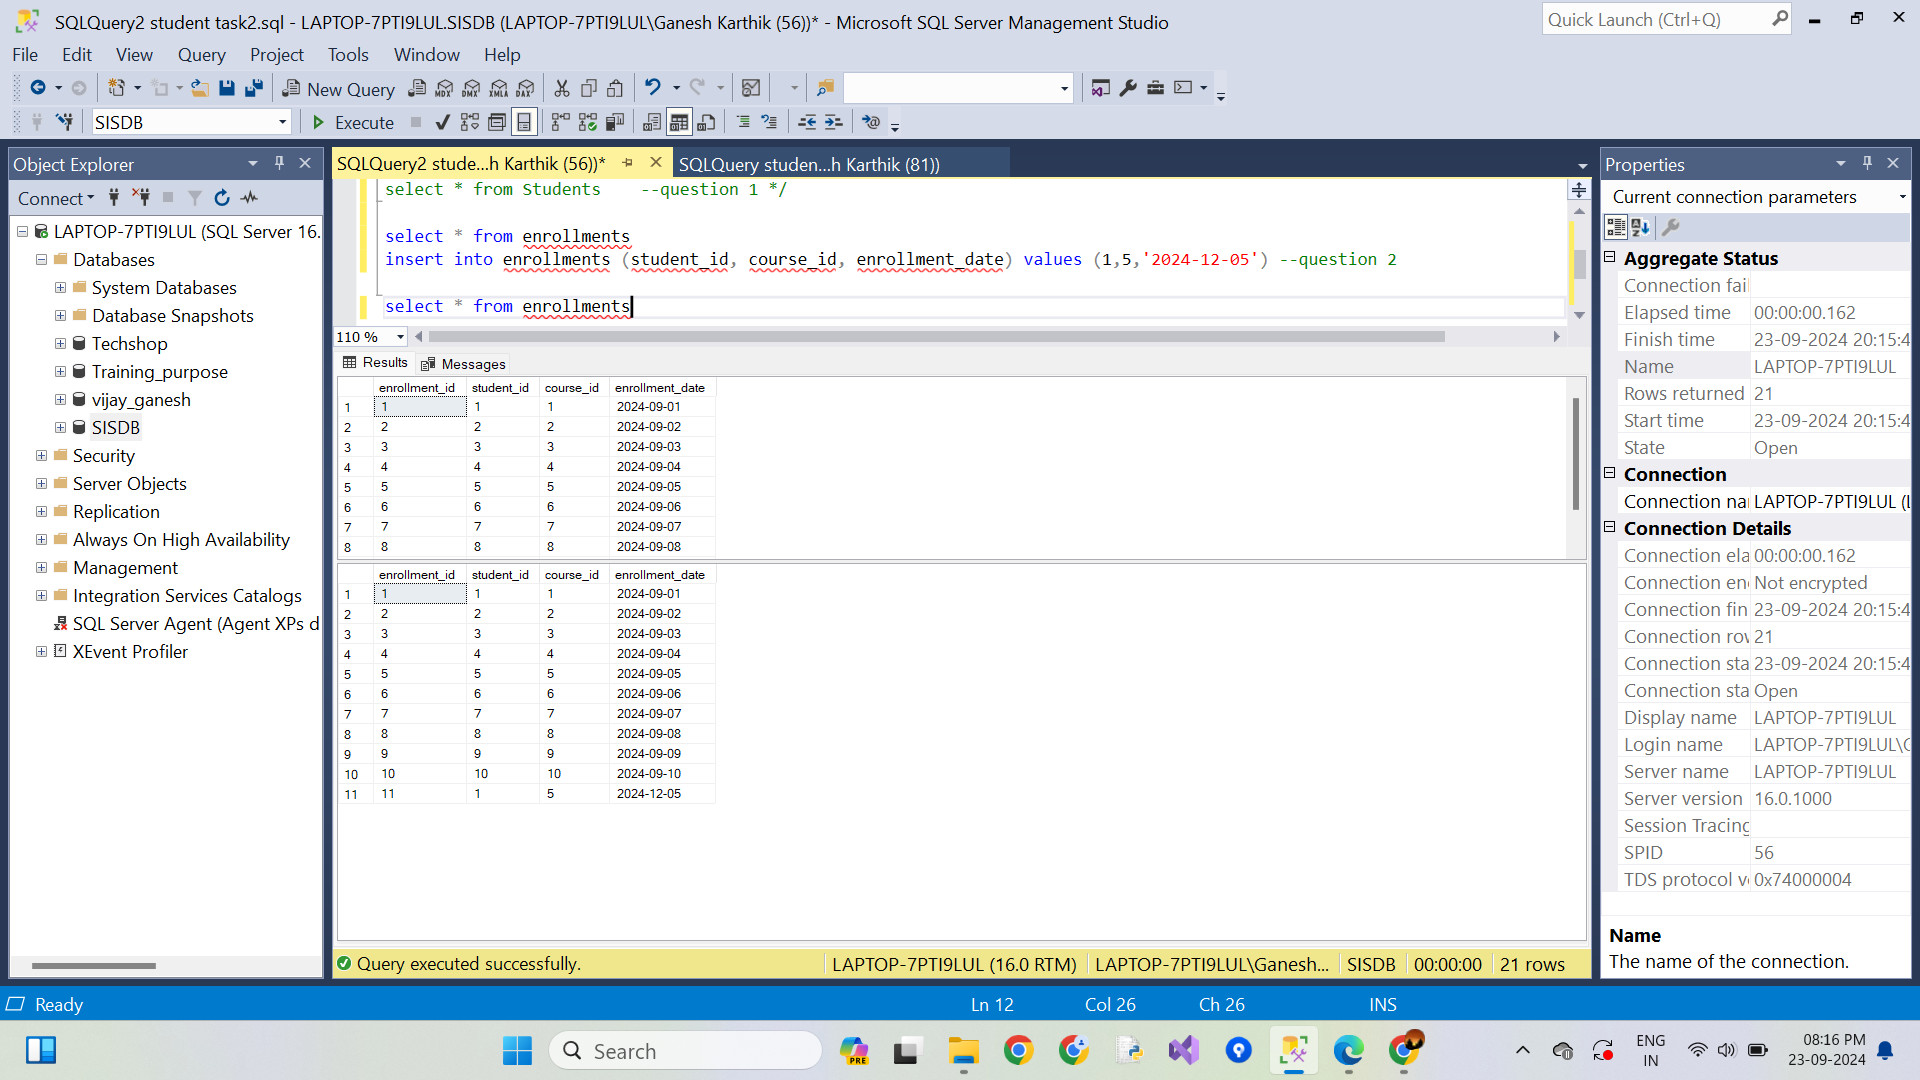 SQLQuery2 student task2.sql - LAPTOP-7PTI9LUL.SISDB (LAPTOP-7PTI9LUL\Ganesh Karthik (56))* - Microsoft SQL Server Management Studio
Quick Launch (Ctrl+Q)
File Edit View Query Project Tools Window Help
New Query
MDX DMX XMLA DAX
SISDB
Execute
Object Explorer
Connect
LAPTOP-7PTI9LUL (SQL Server 16.
Databases
System Databases
Database Snapshots
Techshop
Training_purpose
vijay_ganesh
SISDB
Security
Server Objects
Replication
Always On High Availability
Management
Integration Services Catalogs
SQL Server Agent (Agent XPs d
XEvent Profiler
SQLQuery2 stude...h Karthik (56))*
SQLQuery studen...h Karthik (81))
select * from Students --question 1 */
select * from enrollments
insert into enrollments (student_id, course_id, enrollment_date) values (1,5,'2024-12-05') --question 2
select * from enrollments
110 %
Results Messages
enrollment_id student_id course_id enrollment_date
1 1 1 1 2024-09-01
2 2 2 2 2024-09-02
3 3 3 3 2024-09-03
4 4 4 4 2024-09-04
5 5 5 5 2024-09-05
6 6 6 6 2024-09-06
7 7 7 7 2024-09-07
8 8 8 8 2024-09-08
enrollment_id student_id course_id enrollment_date
1 1 1 1 2024-09-01
2 2 2 2 2024-09-02
3 3 3 3 2024-09-03
4 4 4 4 2024-09-04
5 5 5 5 2024-09-05
6 6 6 6 2024-09-06
7 7 7 7 2024-09-07
8 8 8 8 2024-09-08
9 9 9 9 2024-09-09
10 10 10 10 2024-09-10
11 11 1 5 2024-12-05
Query executed successfully.
LAPTOP-7PTI9LUL (16.0 RTM) LAPTOP-7PTI9LUL\Ganesh... SISDB 00:00:00 21 rows
Properties
Current connection parameters
Aggregate Status
Connection fail
Elapsed time 00:00:00.162
Finish time 23-09-2024 20:15:4
Name LAPTOP-7PTI9LUL
Rows returned 21
Start time 23-09-2024 20:15:4
State Open
Connection
Connection na LAPTOP-7PTI9LUL (L
Connection Details
Connection ela 00:00:00.162
Connection en Not encrypted
Connection fin 23-09-2024 20:15:4
Connection ro 21
Connection sta 23-09-2024 20:15:4
Connection sta Open
Display name LAPTOP-7PTI9LUL
Login name LAPTOP-7PTI9LUL\G
Server name LAPTOP-7PTI9LUL
Server version 16.0.1000
Session Tracing
SPID 56
TDS protocol v 0x74000004
Name
The name of the connection.
Ready
Ln 12 Col 26 Ch 26 INS
Search
PRE
ENG
IN
08:16 PM
23-09-2024